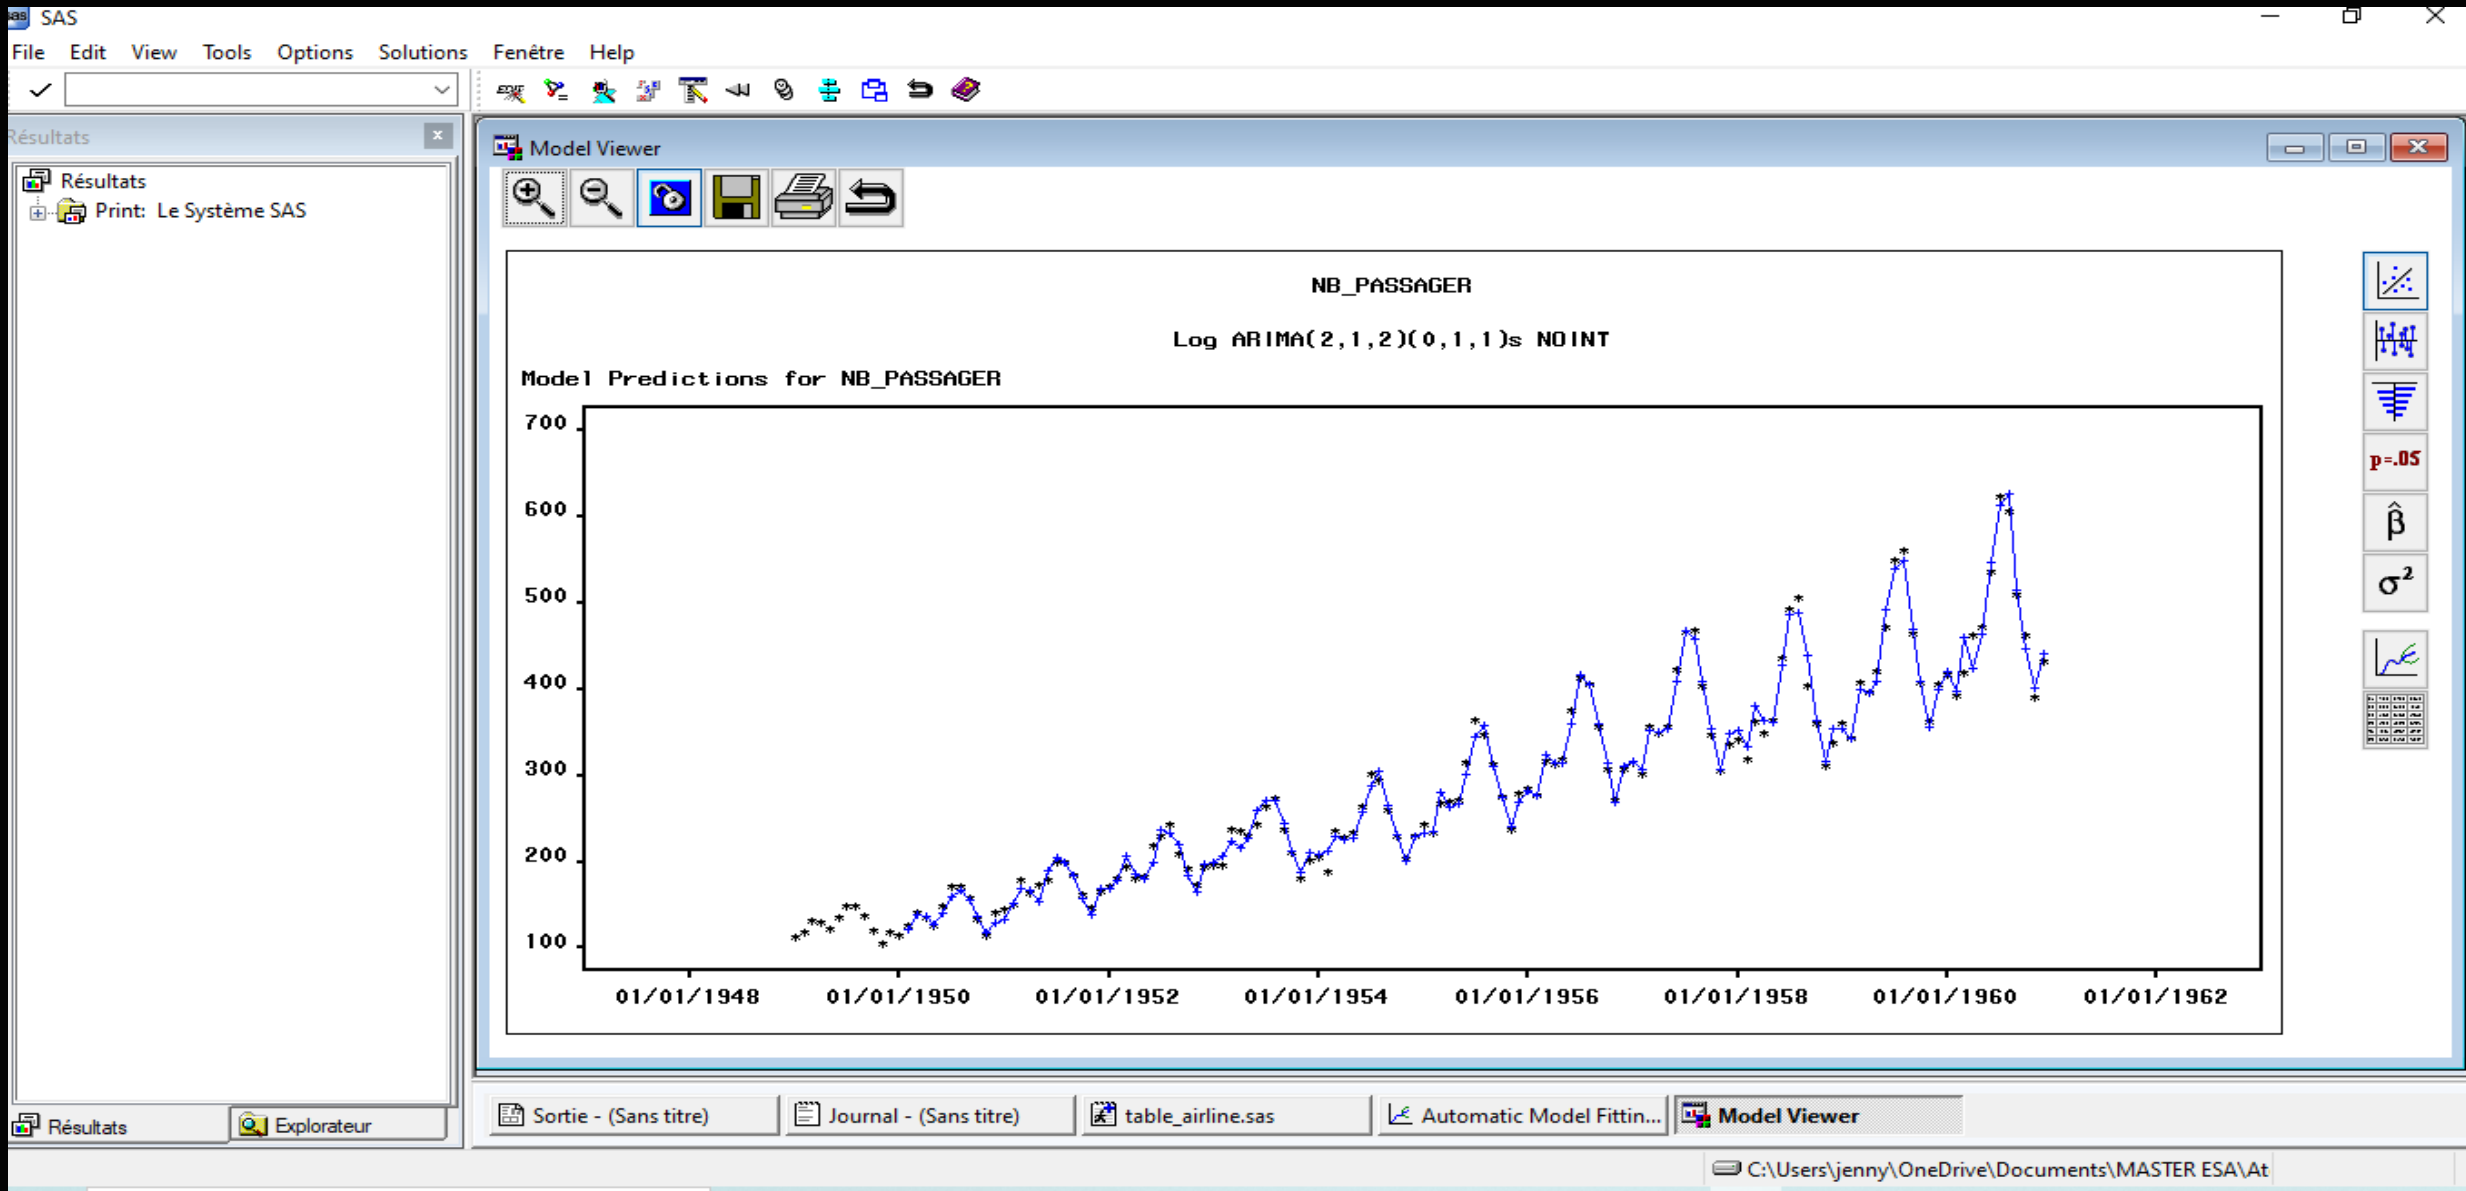 sas SAS
File Edit View Tools Options Solutions Fenêtre Help
Résultats
Résultats
Print: Le Système SAS
Model Viewer
NB_PASSAGER
Log ARIMA(2,1,2)(0,1,1)s NOINT
Model Predictions for NB_PASSAGER
700
600
500
400
300
200
100
01/01/1948 01/01/1950 01/01/1952 01/01/1954 01/01/1956 01/01/1958 01/01/1960 01/01/1962
p=.05
β̂
σ²
Résultats Explorateur
Sortie - (Sans titre) Journal - (Sans titre) table_airline.sas Automatic Model Fittin... Model Viewer
C:\Users\jenny\OneDrive\Documents\MASTER ESA\At